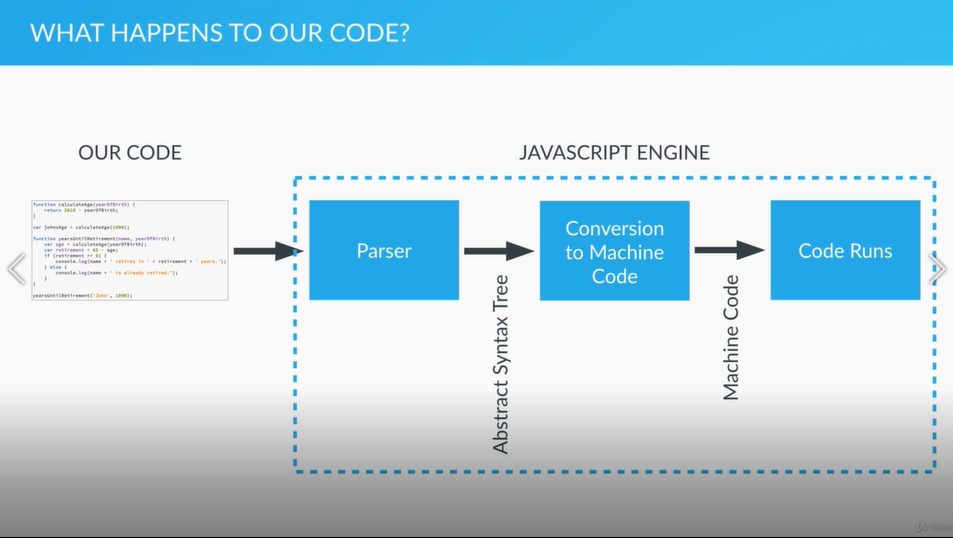 WHAT HAPPENS TO OUR CODE?
OUR CODE
JAVASCRIPT ENGINE
function calculateAge(yearOfBirth) {
return 2016 - yearOfBirth;
}
var johnsAge = calculateAge(1990);
function yearsUntilRetirement(name, yearOfBirth) {
var age = calculateAge(yearOfBirth);
var retirement = 65 - age;
if (retirement >= 0) {
console.log(name + ' retires in ' + retirement + ' years.');
} else {
console.log(name + ' is already retired.');
}
}
yearsUntilRetirement('John', 1990);
Parser
Abstract Syntax Tree
Conversion
to Machine
Code
Machine Code
Code Runs
Udemy